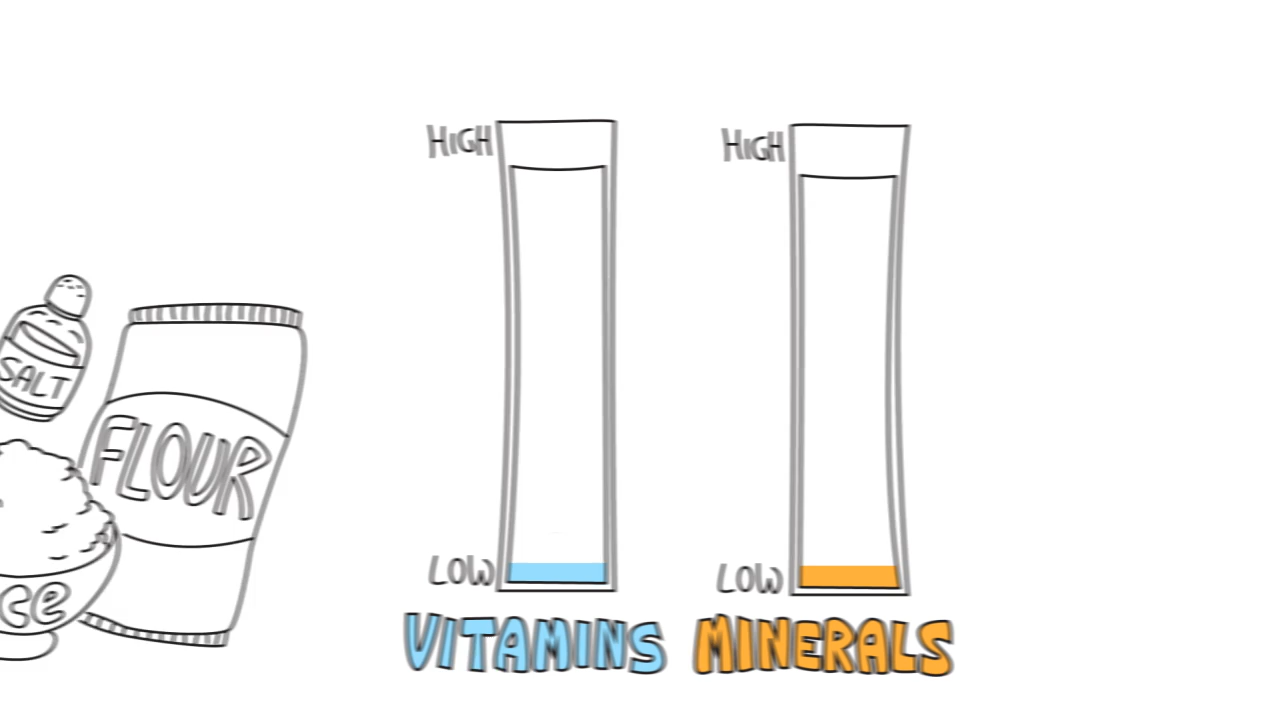 HIGH
HIGH
SALT
FLOUR
LOW
LOW
CE
VITAMINS
MINERALS